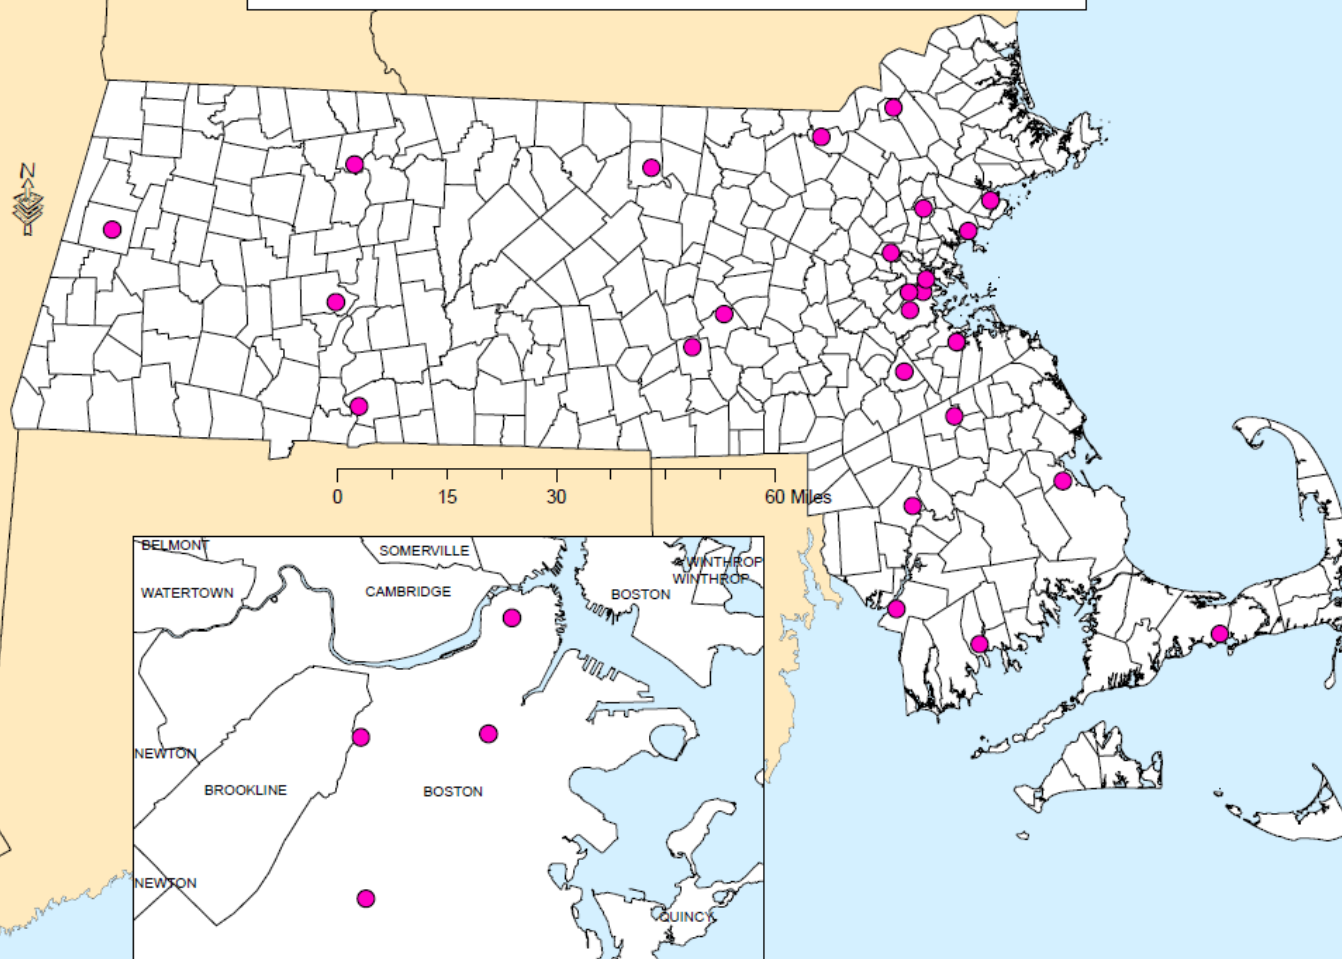 N
0 15 30 60 Miles
BELMONT
SOMERVILLE
WINTHROP
WINTHROP
WATERTOWN
CAMBRIDGE
BOSTON
NEWTON
BROOKLINE
BOSTON
NEWTON
QUINCY